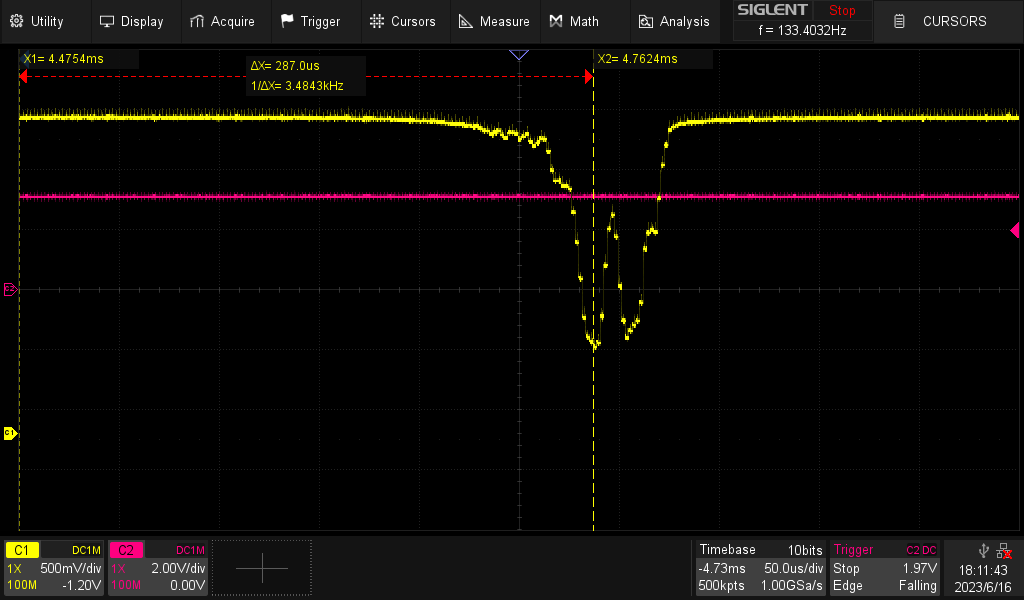 Utility Display Acquire Trigger Cursors Measure Math Analysis SIGLENT Stop CURSORS
f = 133.4032Hz
X1= 4.4754ms X2= 4.7624ms
ΔX= 287.0us
1/ΔX= 3.4843kHz
C2
C1
C1 DC1M C2 DC1M Timebase 10bits Trigger C2 DC
1X 500mV/div 1X 2.00V/div -4.73ms 50.0us/div Stop 1.97V 18:11:43
100M -1.20V 100M 0.00V 500kpts 1.00GSa/s Edge Falling 2023/6/16